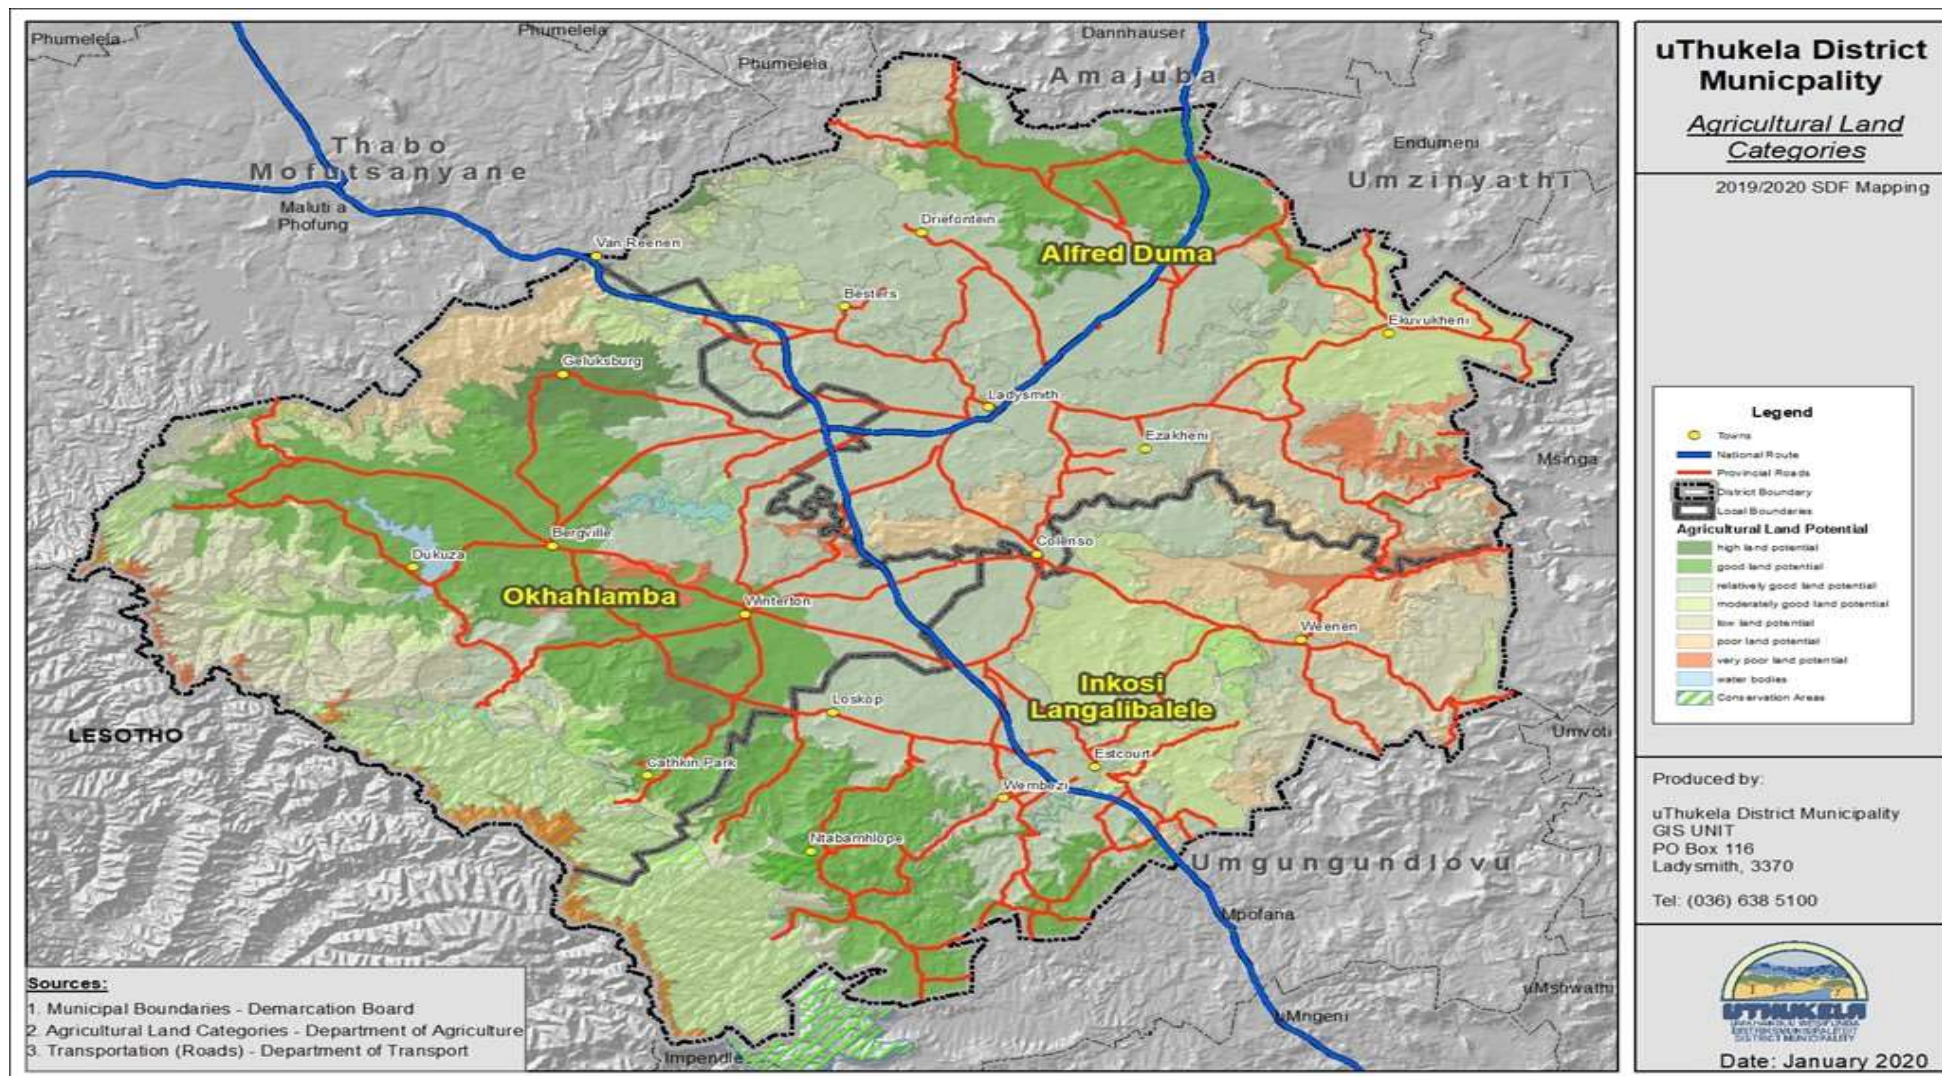 Phumelela
Phumelela
Phumelela
Dannhauser
Amajuba
Thabo
Mofutsanyane
Maluti a
Phofung
Endumeni
Umzinyathi
Driefontein
Van Reenen
Alfred Duma
Besters
Ekuvukheni
Geluksburg
Ladysmith
Ezakheni
Msinga
Bergville
Colenso
Dukuza
Okhahlamba
Winterton
Weenen
Inkosi
Langalibalele
Loskop
LESOTHO
Umvoti
Estcourt
Cathkin Park
Wembezi
Ntabamhlope
Umgungundlovu
Mpofana
uMshwathi
uMngeni
Impendle
Sources:
1. Municipal Boundaries - Demarcation Board
2. Agricultural Land Categories - Department of Agriculture
3. Transportation (Roads) - Department of Transport
uThukela District
Municpality
Agricultural Land
Categories
2019/2020 SDF Mapping
Legend
Towns
National Route
Provincial Roads
District Boundary
Local Boundaries
Agricultural Land Potential
high land potential
good land potential
relatively good land potential
moderately good land potential
low land potential
poor land potential
very poor land potential
water bodies
Conservation Areas
Produced by:
uThukela District Municipality
GIS UNIT
PO Box 116
Ladysmith, 3370
Tel: (036) 638 5100
UTHUKELA
DISTRICT MUNICIPALITY
Date: January 2020